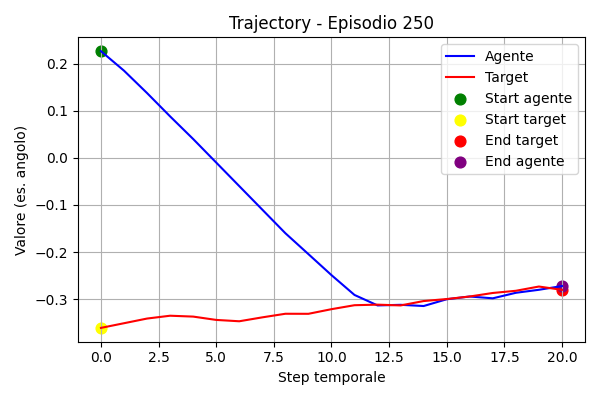 Trajectory - Episodio 250
Agente
Target
Start agente
Start target
End target
End agente
Valore (es. angolo)
0.2
0.1
0.0
−0.1
−0.2
−0.3
0.0 2.5 5.0 7.5 10.0 12.5 15.0 17.5 20.0
Step temporale